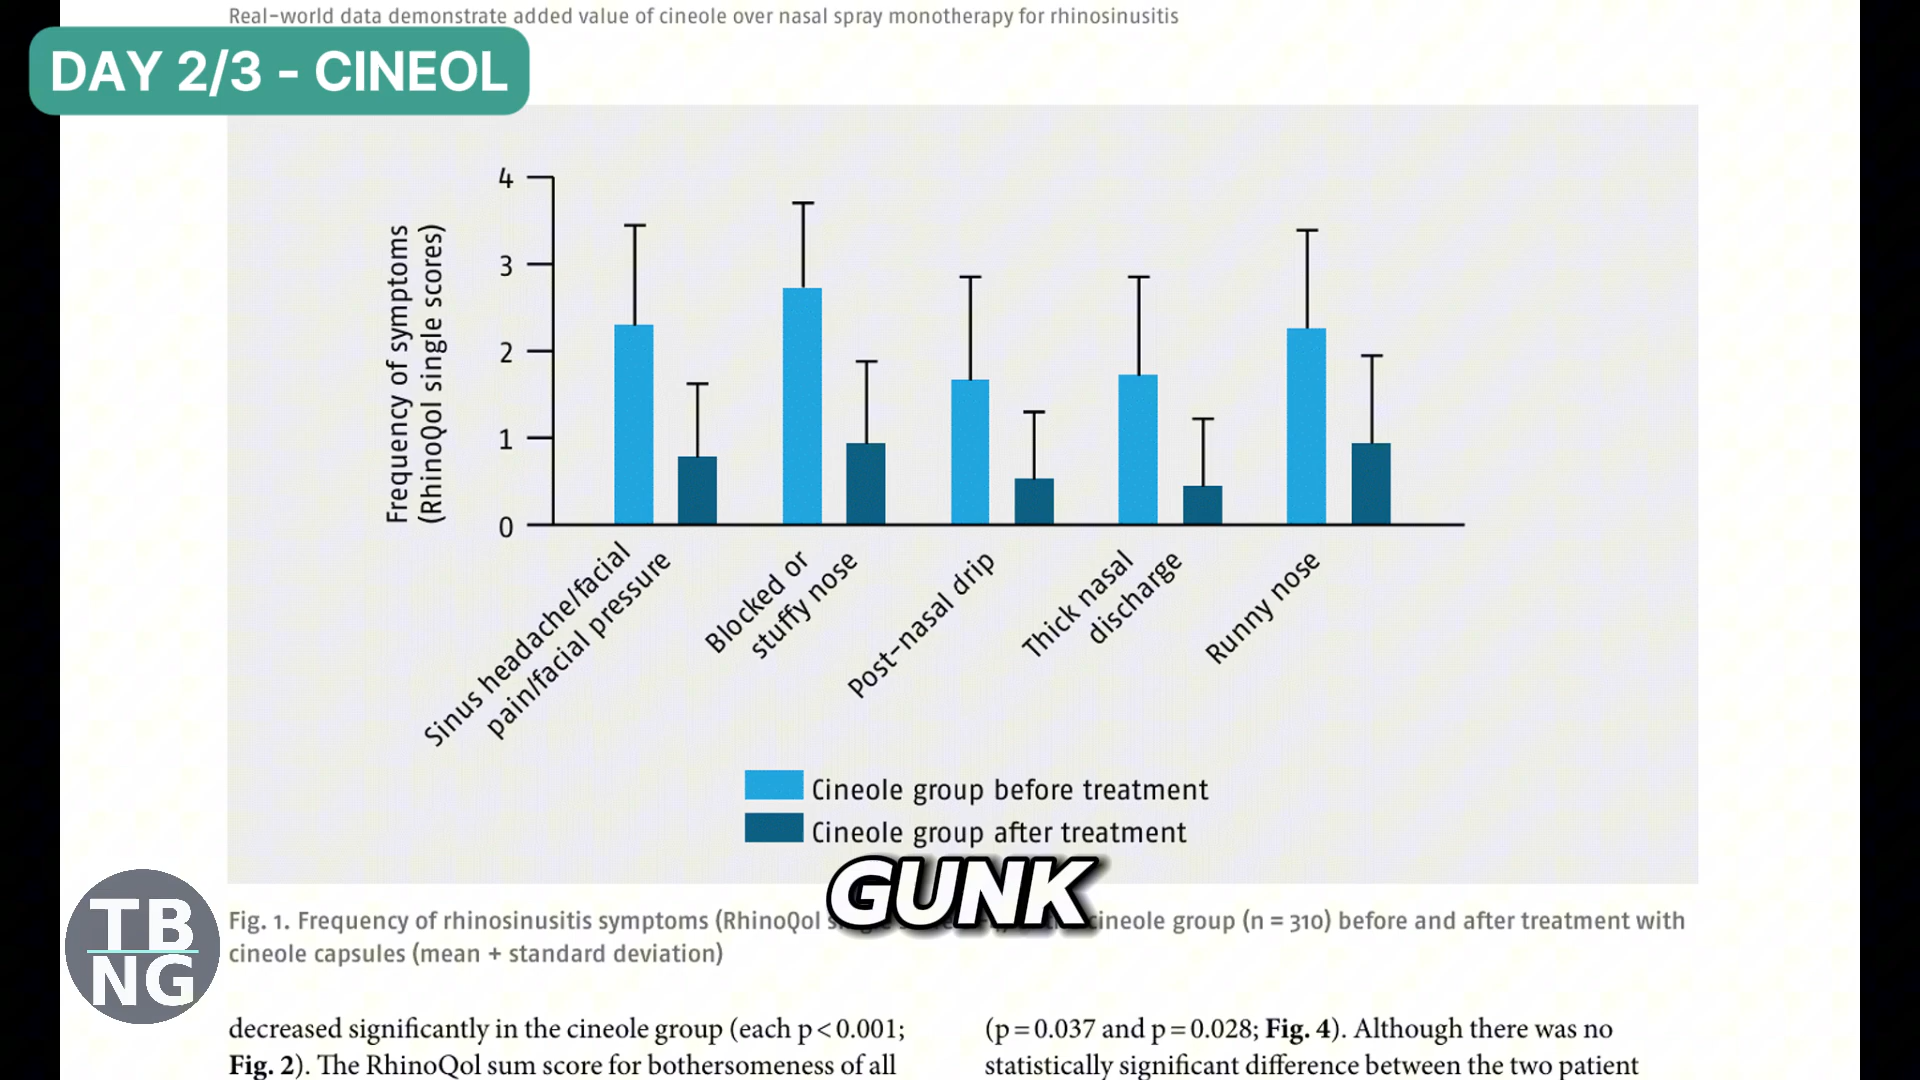 Real-world data demonstrate added value of cineole over nasal spray monotherapy for rhinosinusitis
DAY 2/3 - CINEOL
Frequency of symptoms
(RhinoQol single scores)
4
3
2
1
0
Sinus headache/facial
pain/facial pressure
Blocked or
stuffy nose
Post-nasal drip
Thick nasal
discharge
Runny nose
Cineole group before treatment
Cineole group after treatment
GUNK
TB
NG
Fig. 1. Frequency of rhinosinusitis symptoms (RhinoQol cineole group (n = 310) before and after treatment with
cineole capsules (mean + standard deviation)
decreased significantly in the cineole group (each p < 0.001;
Fig. 2). The RhinoQol sum score for bothersomeness of all
(p = 0.037 and p = 0.028; Fig. 4). Although there was no
statistically significant difference between the two patient